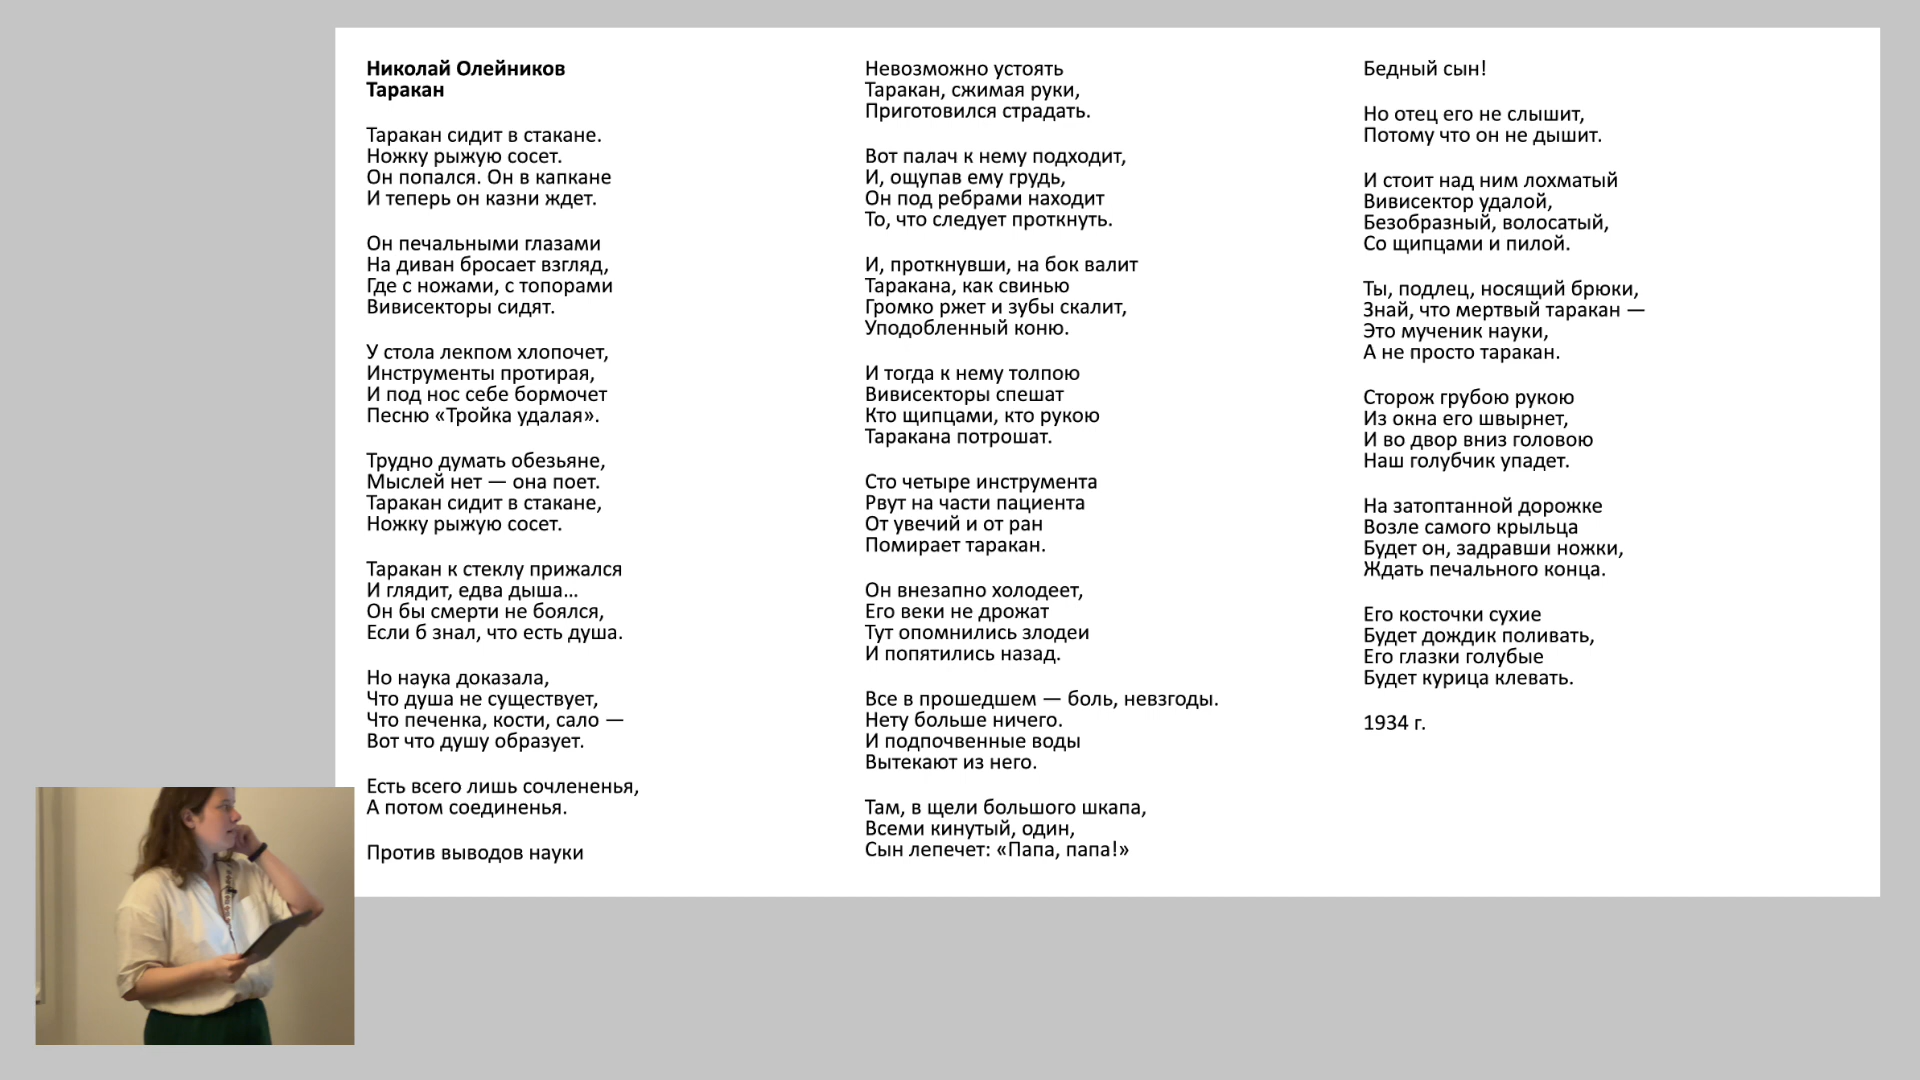 Николай Олейников
Таракан
Таракан сидит в стакане.
Ножку рыжую сосет.
Он попался. Он в капкане
И теперь он казни ждет.
Он печальными глазами
На диван бросает взгляд,
Где с ножами, с топорами
Вивисекторы сидят.
У стола лекпом хлопочет,
Инструменты протирая,
И под нос себе бормочет
Песню «Тройка удалая».
Трудно думать обезьяне,
Мыслей нет — она поет.
Таракан сидит в стакане,
Ножку рыжую сосет.
Таракан к стеклу прижался
И глядит, едва дыша...
Он бы смерти не боялся,
Если б знал, что есть душа.
Но наука доказала,
Что душа не существует,
Что печенка, кости, сало —
Вот что душу образует.
Есть всего лишь сочлененья,
А потом соединенья.
Против выводов науки
Невозможно устоять
Таракан, сжимая руки,
Приготовился страдать.
Вот палач к нему подходит,
И, ощупав ему грудь,
Он под ребрами находит
То, что следует проткнуть.
И, проткнувши, на бок валит
Таракана, как свинью
Громко ржет и зубы скалит,
Уподобленный коню.
И тогда к нему толпою
Вивисекторы спешат
Кто щипцами, кто рукою
Таракана потрошат.
Сто четыре инструмента
Рвут на части пациента
От увечий и от ран
Помирает таракан.
Он внезапно холодеет,
Его веки не дрожат
Тут опомнились злодеи
И попятились назад.
Все в прошедшем — боль, невзгоды.
Нету больше ничего.
И подпочвенные воды
Вытекают из него.
Там, в щели большого шкапа,
Всеми кинутый, один,
Сын лепечет: «Папа, папа!»
Бедный сын!
Но отец его не слышит,
Потому что он не дышит.
И стоит над ним лохматый
Вивисектор удалой,
Безобразный, волосатый,
Со щипцами и пилой.
Ты, подлец, носящий брюки,
Знай, что мертвый таракан —
Это мученик науки,
А не просто таракан.
Сторож грубою рукою
Из окна его швырнет,
И во двор вниз головою
Наш голубчик упадет.
На затоптанной дорожке
Возле самого крыльца
Будет он, задравши ножки,
Ждать печального конца.
Его косточки сухие
Будет дождик поливать,
Его глазки голубые
Будет курица клевать.
1934 г.